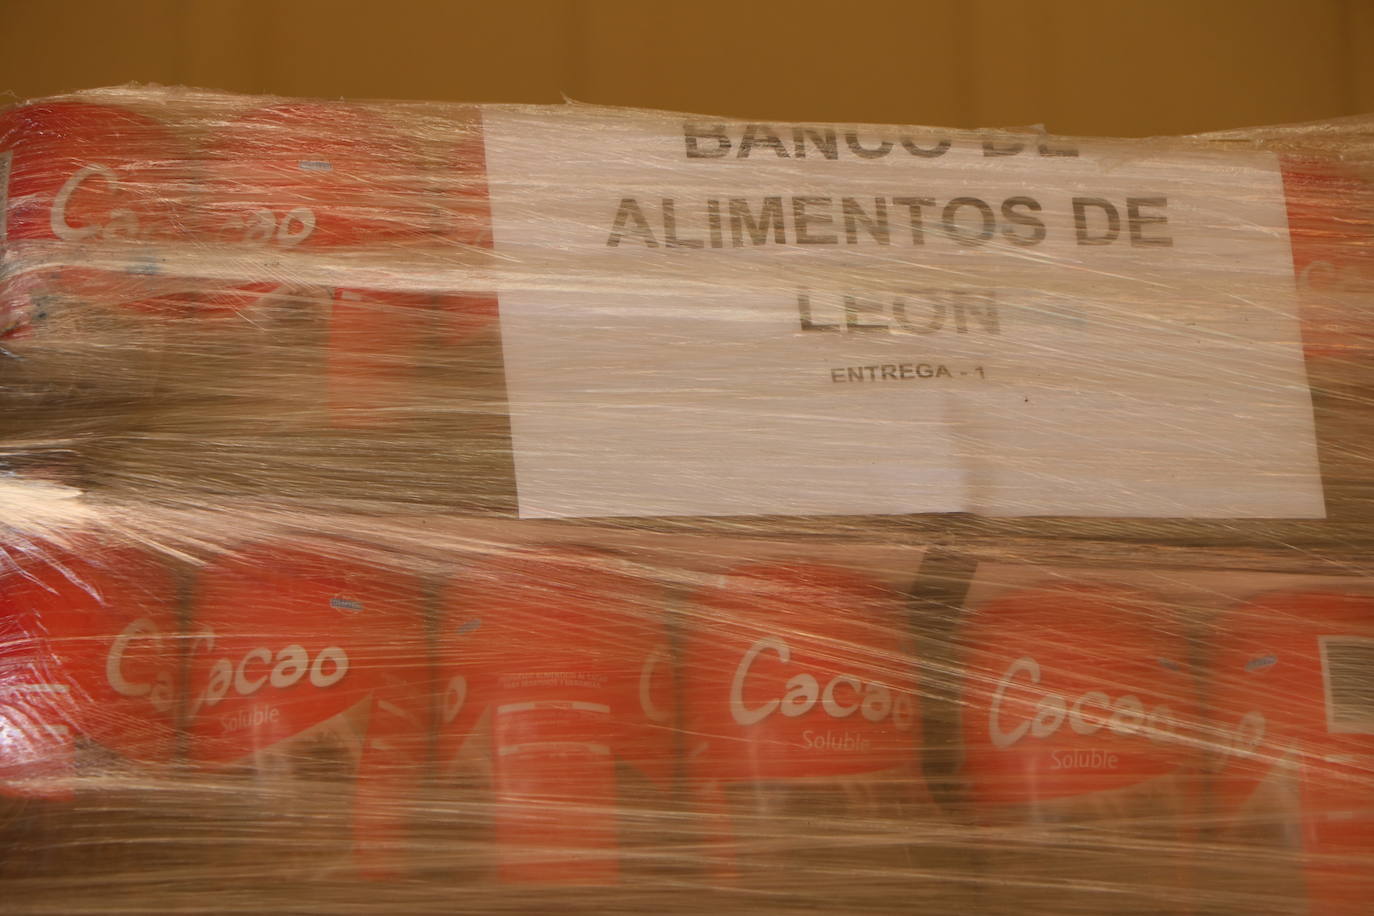 BANCO DE
ALIMENTOS DE
LEON
ENTREGA - 1
Cacao
Cacao
Soluble
Cacao
Soluble
Cacao
Soluble